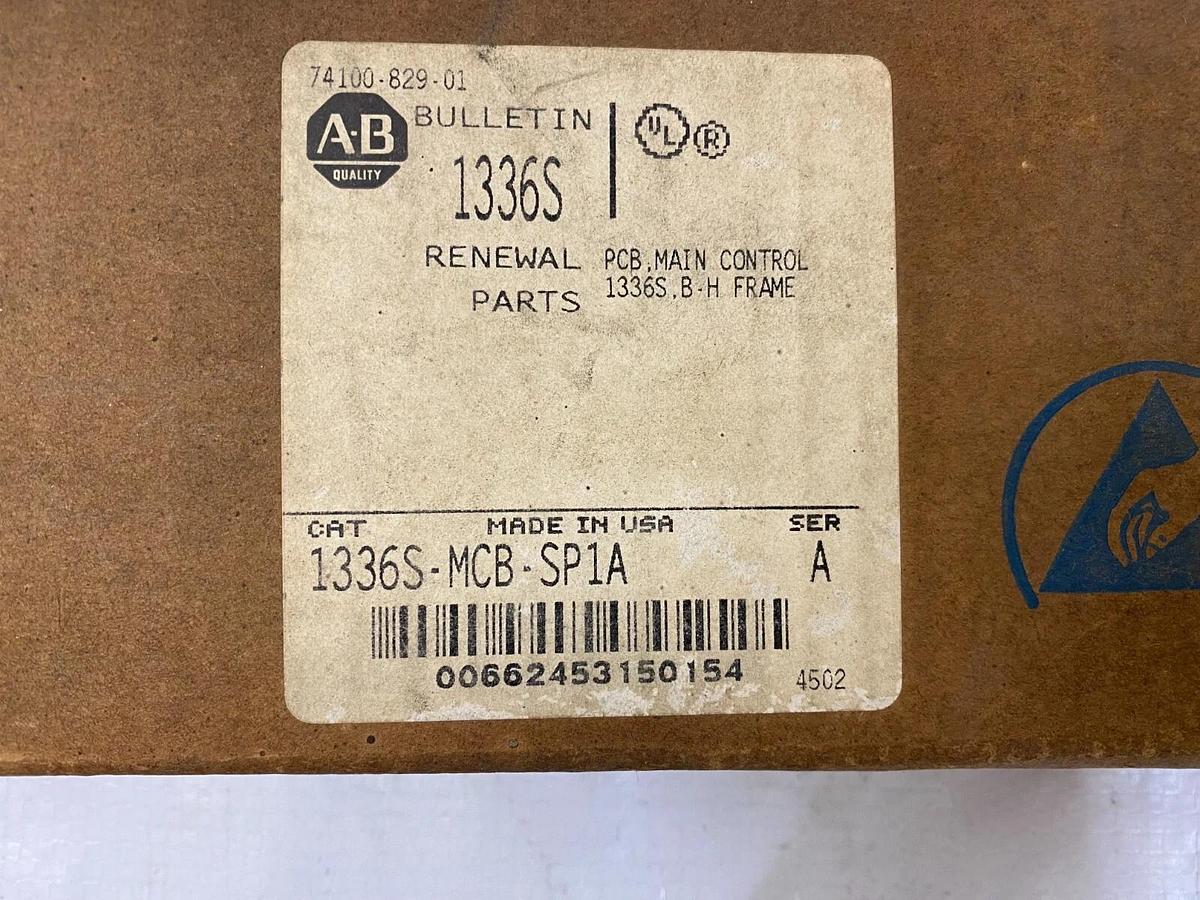 74100-829-01
A·B
QUALITY
BULLETIN
1336S
UL R
RENEWAL
PARTS
PCB,MAIN CONTROL
1336S,B-H FRAME
CAT MADE IN USA SER
1336S-MCB-SP1A A
00662453150154
4502